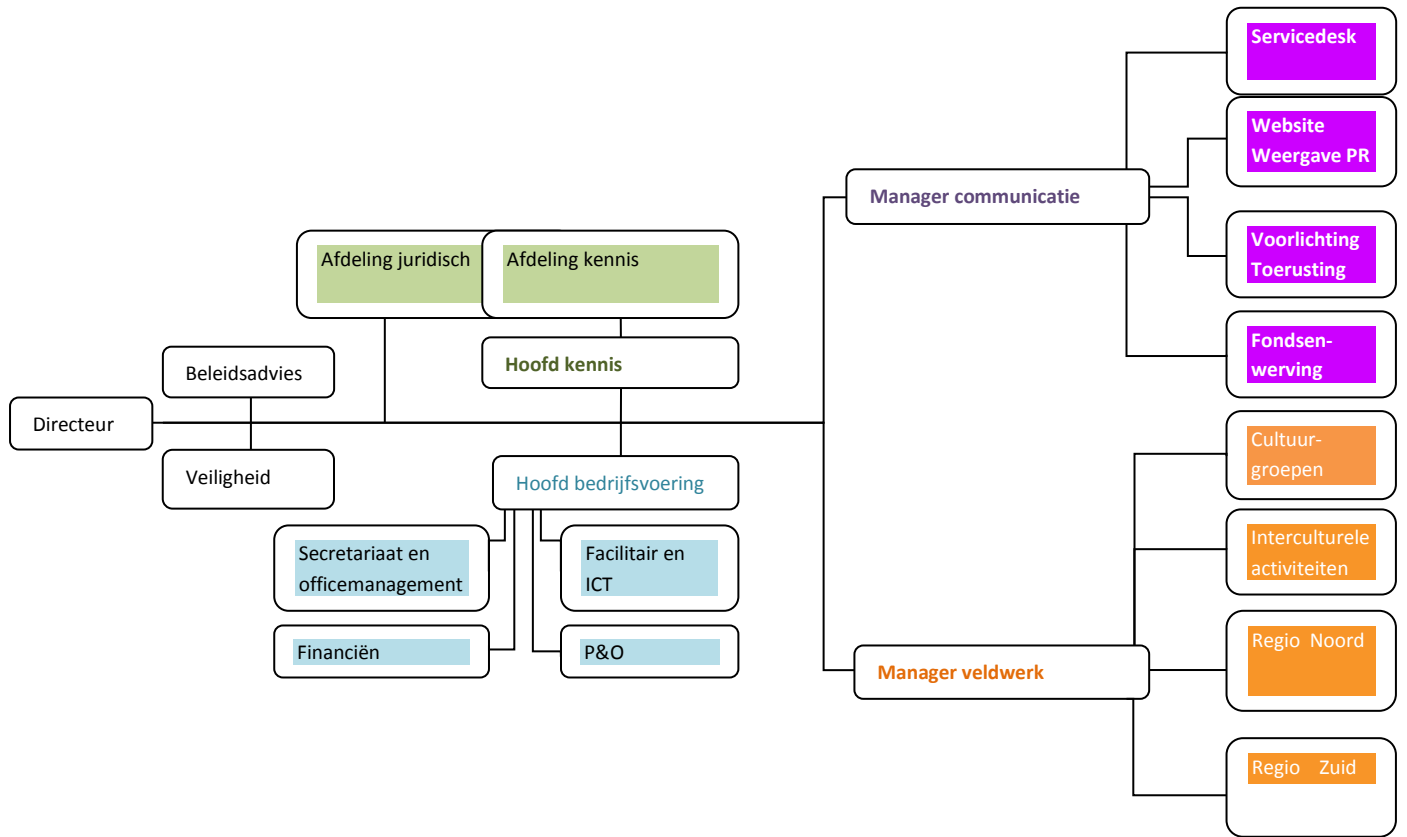 Servicedesk
Website
Weergave PR
Manager communicatie
Voorlichting
Toerusting
Afdeling juridisch
Afdeling kennis
Fondsen-
werving
Hoofd kennis
Beleidsadvies
Directeur
Cultuur-
groepen
Veiligheid
Hoofd bedrijfsvoering
Interculturele
activiteiten
Secretariaat en
officemanagement
Facilitair en
ICT
Regio Noord
Financiën
P&O
Manager veldwerk
Regio Zuid